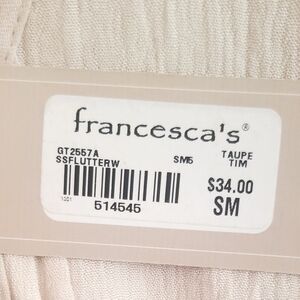 francesca's®
GT2557A TAUPE
SSFLUTTERW SM5 TIM
$34.00
SM
514545